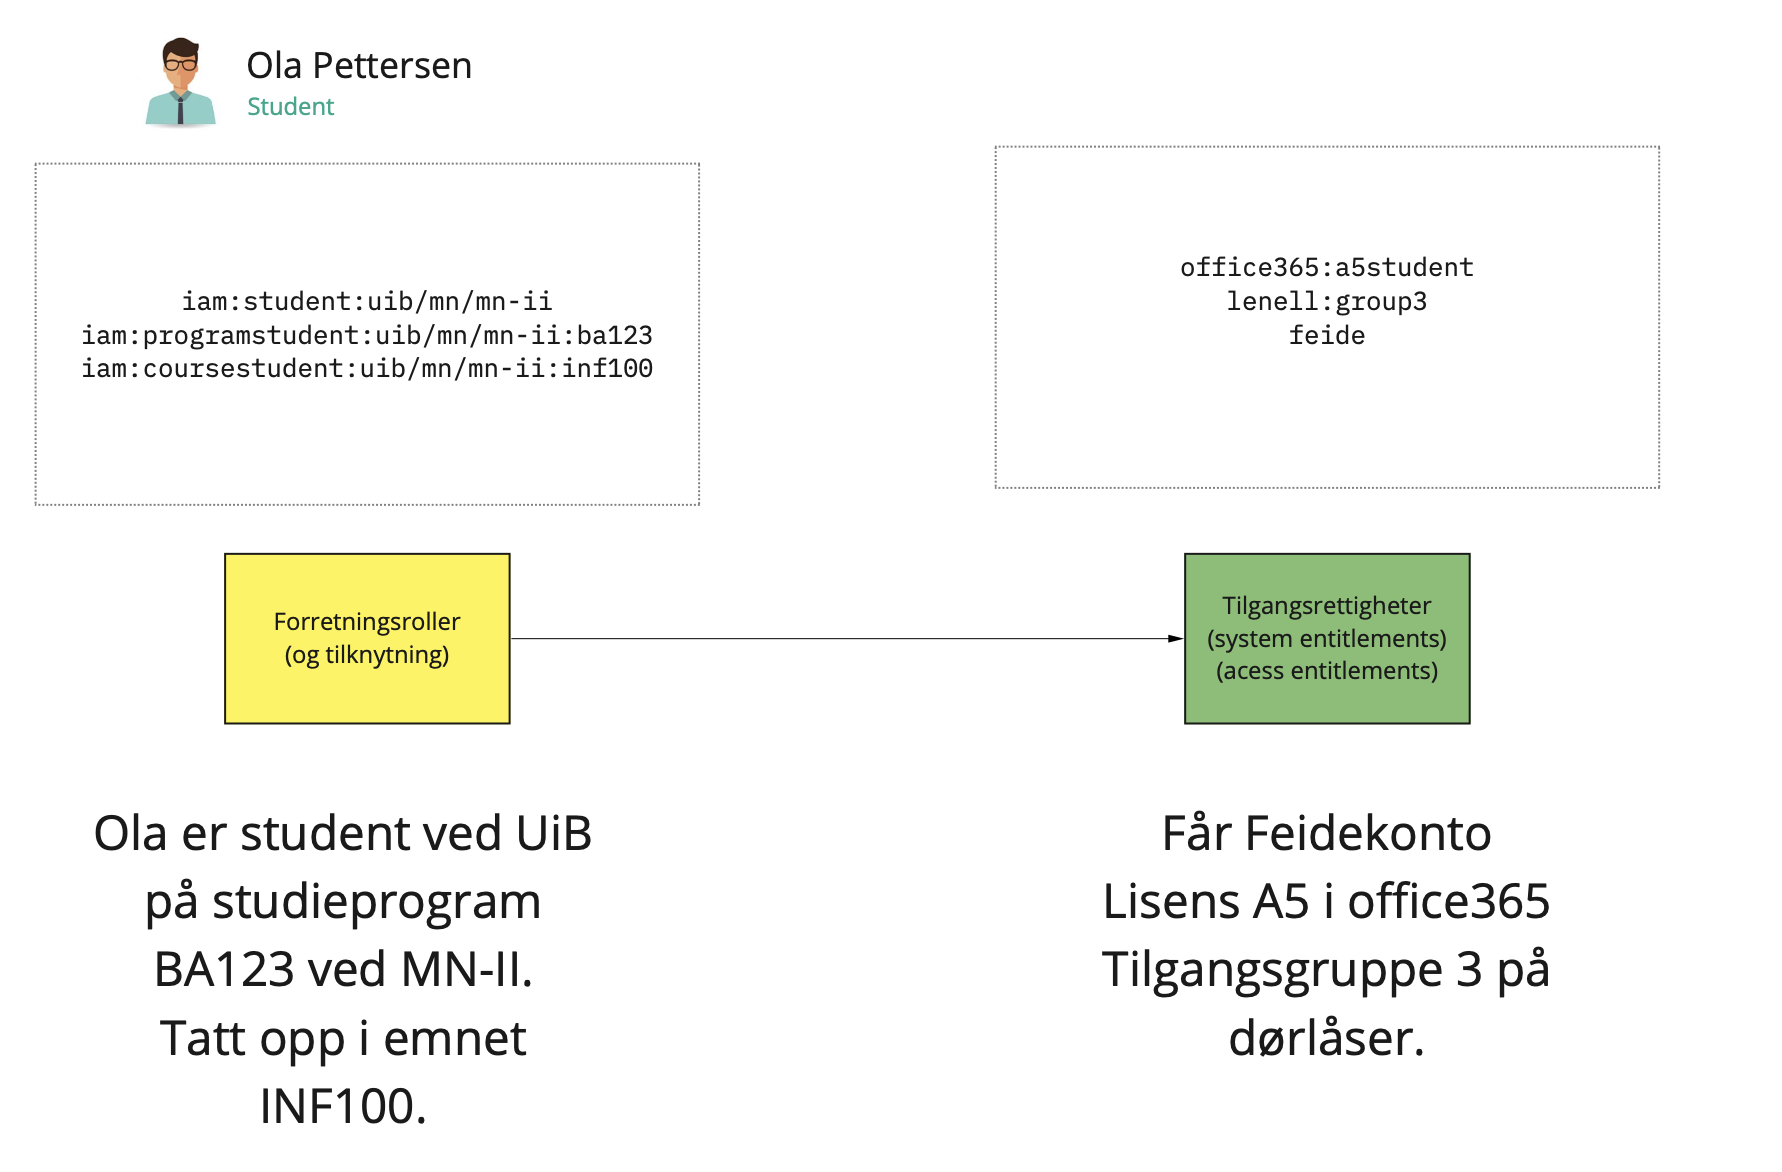 Ola Pettersen
Student
iam:student:uib/mn/mn-ii
iam:programstudent:uib/mn/mn-ii:ba123
iam:coursestudent:uib/mn/mn-ii:inf100
office365:a5student
lenell:group3
feide
Forretningsroller
(og tilknytning)
Tilgangsrettigheter
(system entitlements)
(acess entitlements)
Ola er student ved UiB
på studieprogram
BA123 ved MN-II.
Tatt opp i emnet
INF100.
Får Feidekonto
Lisens A5 i office365
Tilgangsgruppe 3 på
dørlåser.